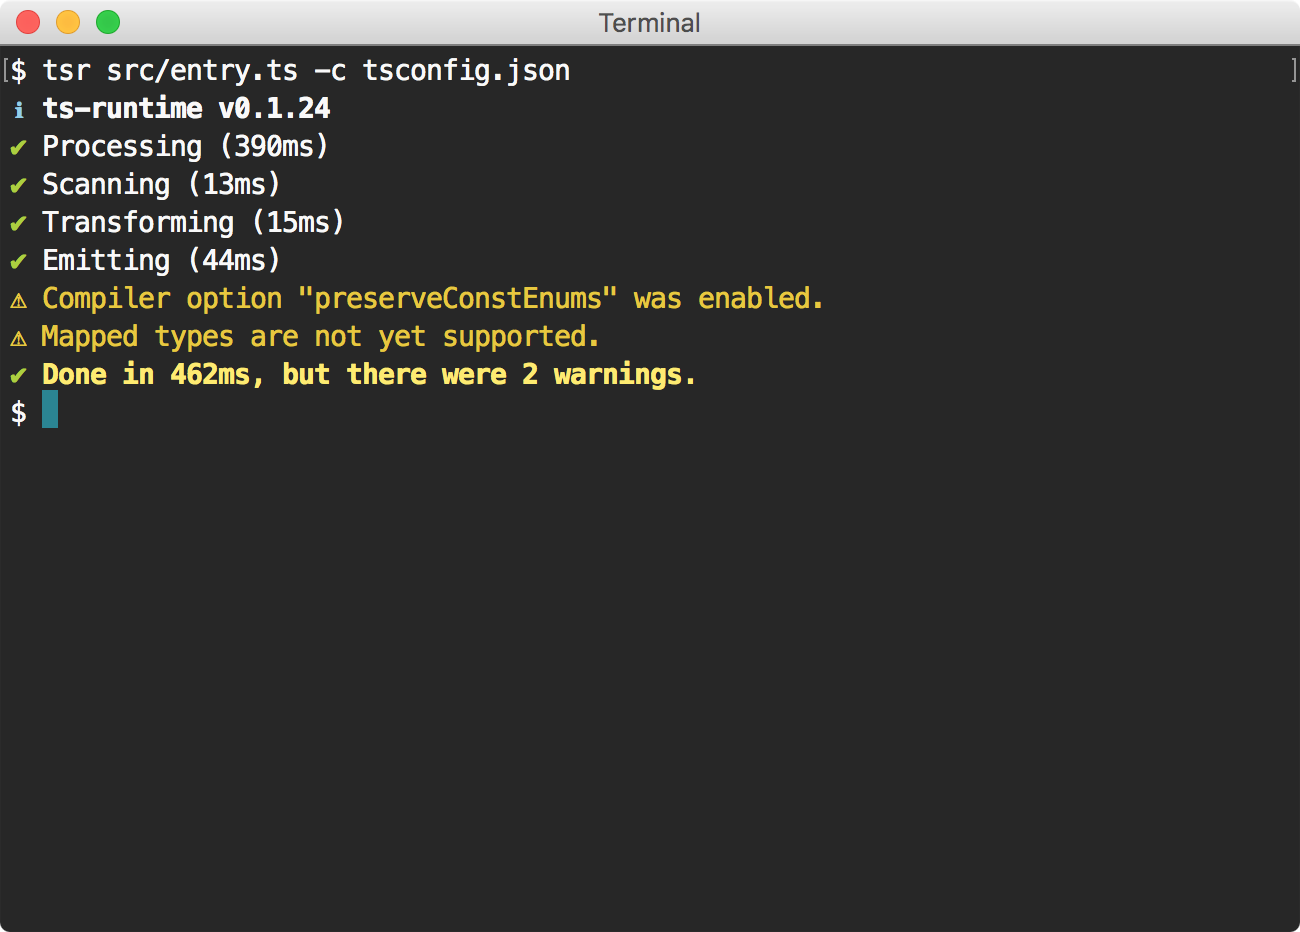 Terminal
[$ tsr src/entry.ts -c tsconfig.json ]
ℹ ts-runtime v0.1.24
✔ Processing (390ms)
✔ Scanning (13ms)
✔ Transforming (15ms)
✔ Emitting (44ms)
⚠ Compiler option "preserveConstEnums" was enabled.
⚠ Mapped types are not yet supported.
✔ Done in 462ms, but there were 2 warnings.
$